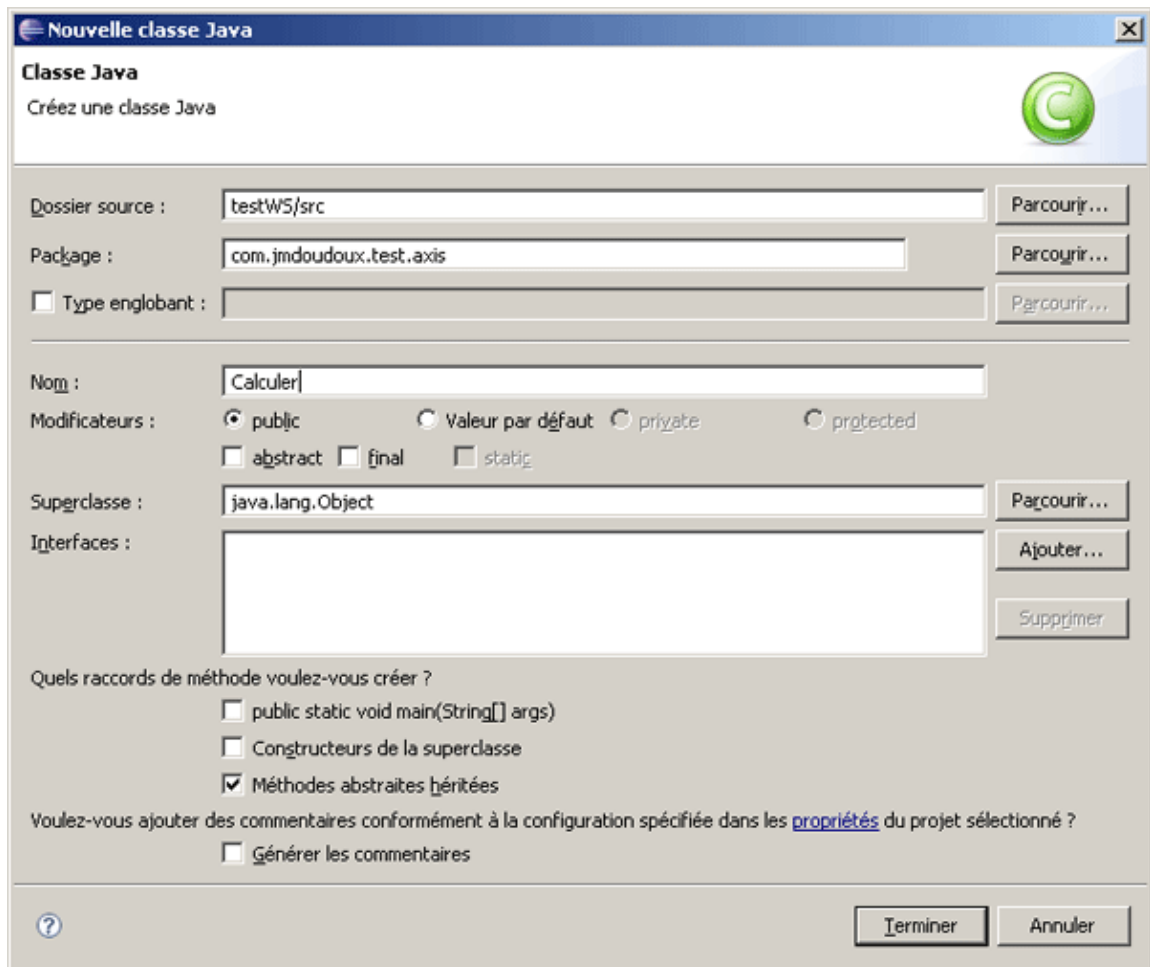 Nouvelle classe Java
Classe Java
Créez une classe Java
C
Dossier source : testWS/src Parcourir...
Package : com.jmdoudoux.test.axis Parcourir...
Type englobant : Parcourir...
Nom : Calculer
Modificateurs : public Valeur par défaut private protected
abstract final static
Superclasse : java.lang.Object Parcourir...
Interfaces : Ajouter...
Supprimer
Quels raccords de méthode voulez-vous créer ?
public static void main(String[] args)
Constructeurs de la superclasse
Méthodes abstraites héritées
Voulez-vous ajouter des commentaires conformément à la configuration spécifiée dans les propriétés du projet sélectionné ?
Générer les commentaires
? Terminer Annuler